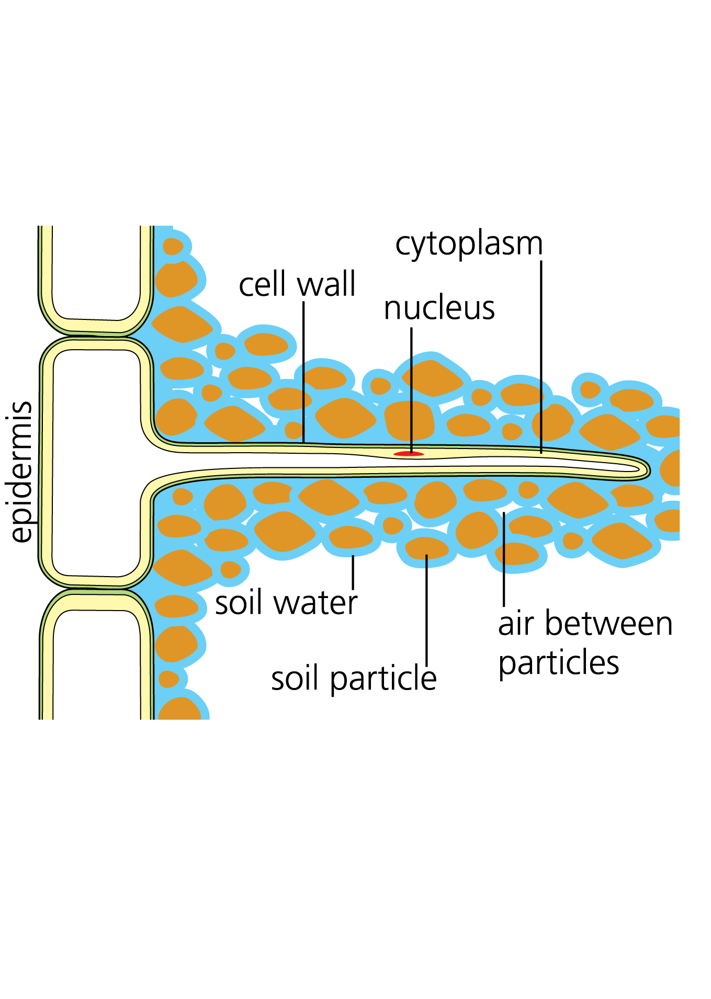 cytoplasm
cell wall
nucleus
epidermis
soil water
air between
particles
soil particle